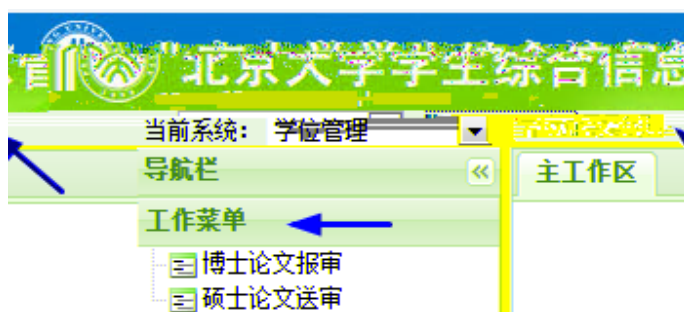 北京大学学生综合信息
当前系统: 学位管理
导航栏
主工作区
工作菜单
博士论文报审
硕士论文送审